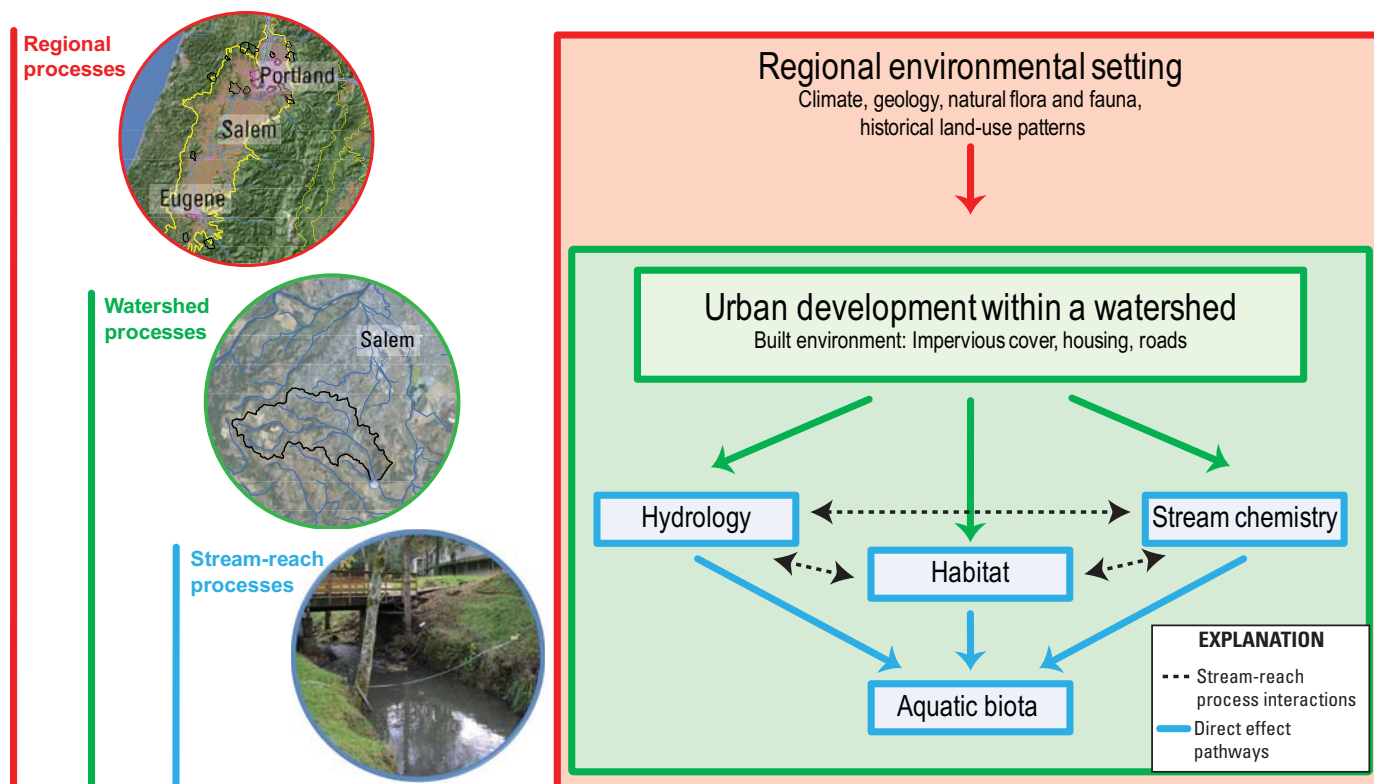 Regional
processes
Portland
Salem
Eugene
Watershed
processes
Salem
Stream-reach
processes
Regional environmental setting
Climate, geology, natural flora and fauna,
historical land-use patterns
Urban development within a watershed
Built environment: Impervious cover, housing, roads
Hydrology
Stream chemistry
Habitat
Aquatic biota
EXPLANATION
Stream-reach
process interactions
Direct effect
pathways